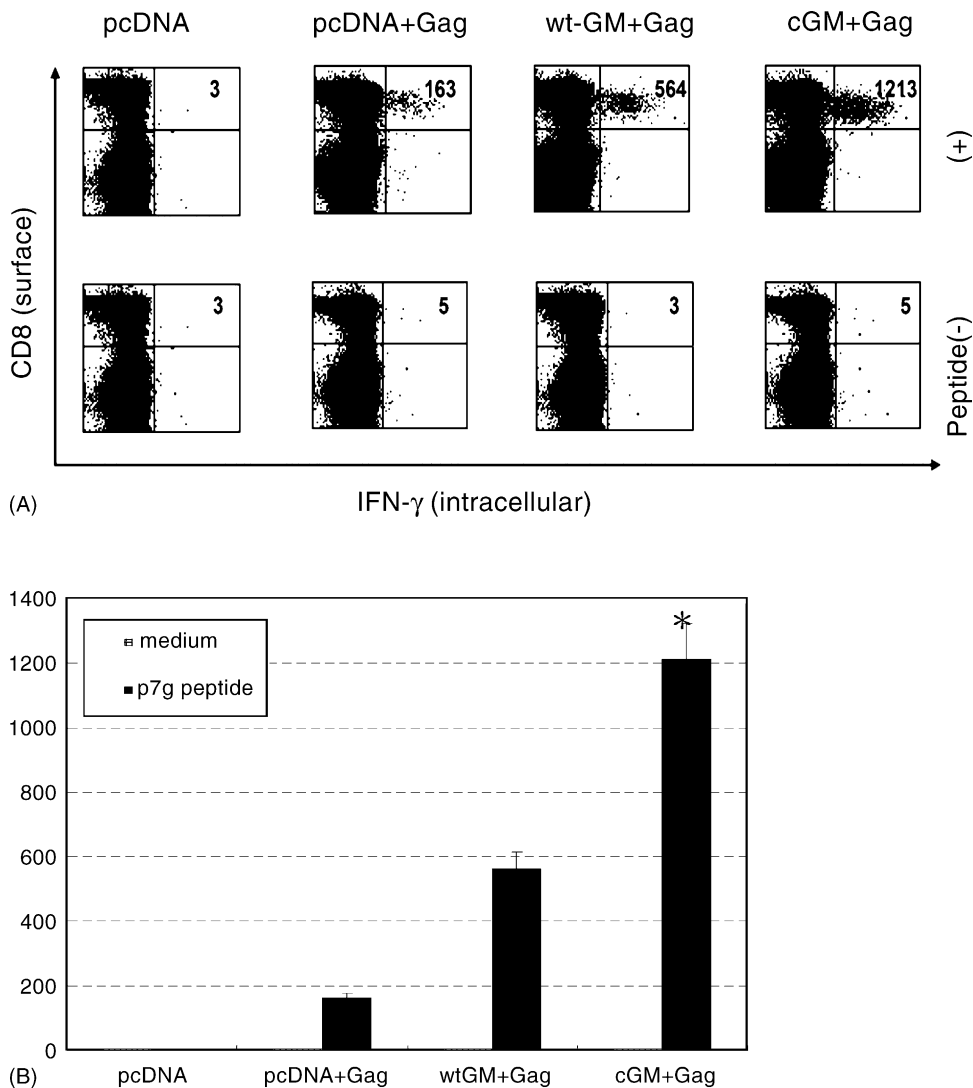 pcDNA pcDNA+Gag wt-GM+Gag cGM+Gag
3 163 564 1213
(+)
CD8 (surface)
3 5 3 5
Peptide(-)
IFN-γ (intracellular)
(A)
1400
medium
p7g peptide
*
1200
1000
800
600
400
200
0
pcDNA pcDNA+Gag wtGM+Gag cGM+Gag
(B)